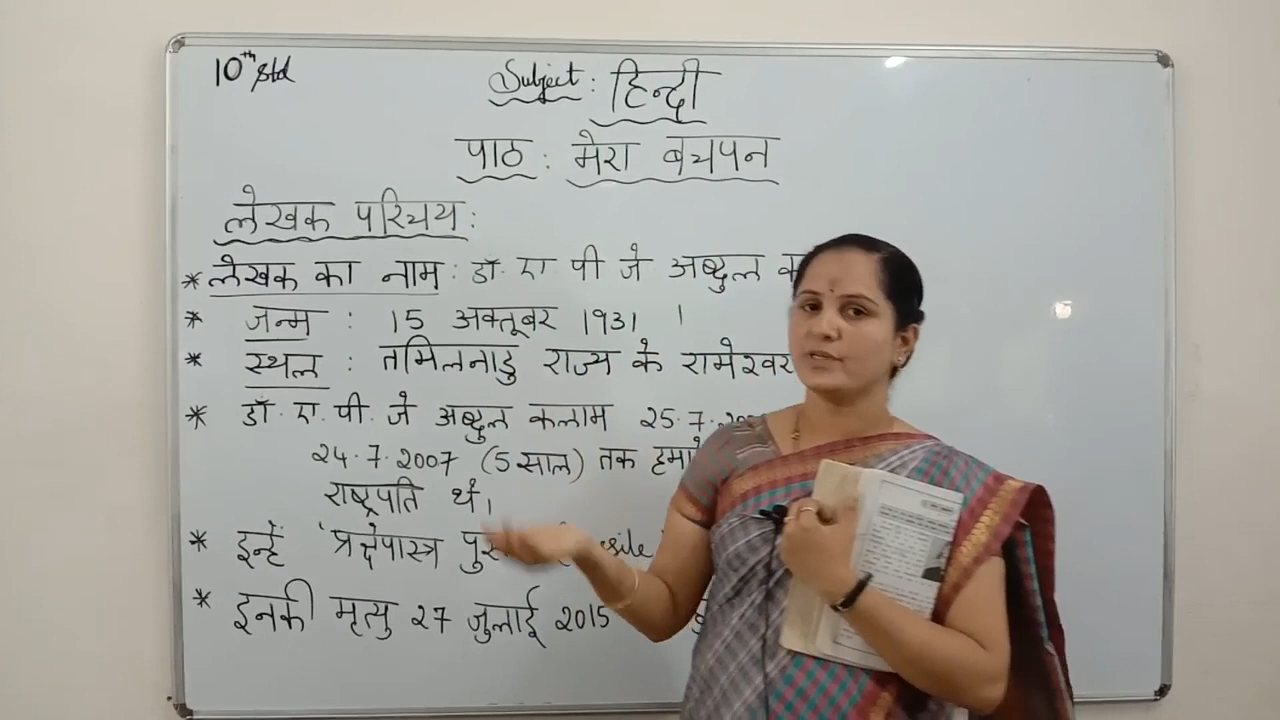 10th std
Subject : हिन्दी
पाठ : मेरा बचपन
लेखक परिचय :
* लेखक का नाम : डॉ. ए पी जे अब्दुल
* जन्म : 15 अक्तूबर 1931 ।
* स्थल : तमिलनाडु राज्य के रामेश्वर
* डॉ. ए. पी. जे अब्दुल कलाम 25.7.
24.7.2007 (5 साल) तक हमारे
राष्ट्रपति थे।
* इन्हें 'प्रक्षेपास्त्र
* इनकी मृत्यु 27 जुलाई 2015